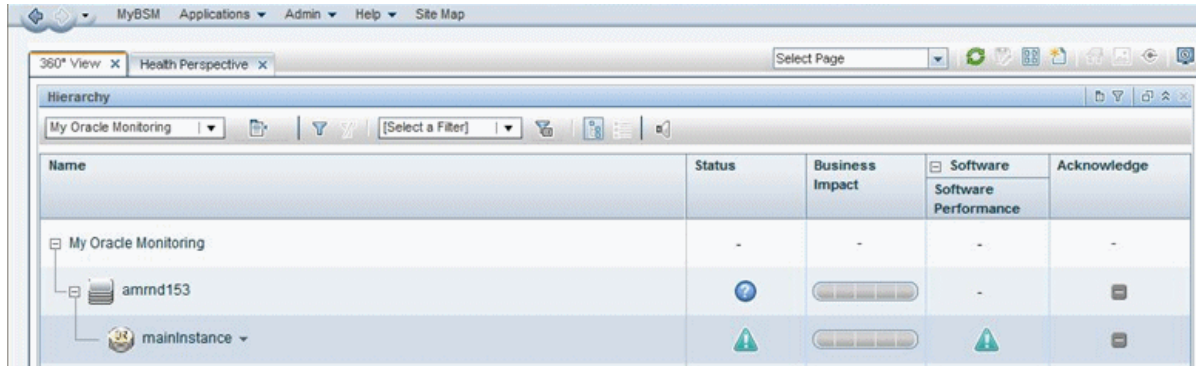 MyBSM Applications Admin Help Site Map
360° View X Health Perspective X
Select Page
Hierarchy
My Oracle Monitoring [Select a Filter]
Name Status Business Impact Software Acknowledge
Software Performance
My Oracle Monitoring - - - -
amrnd153 -
mainInstance